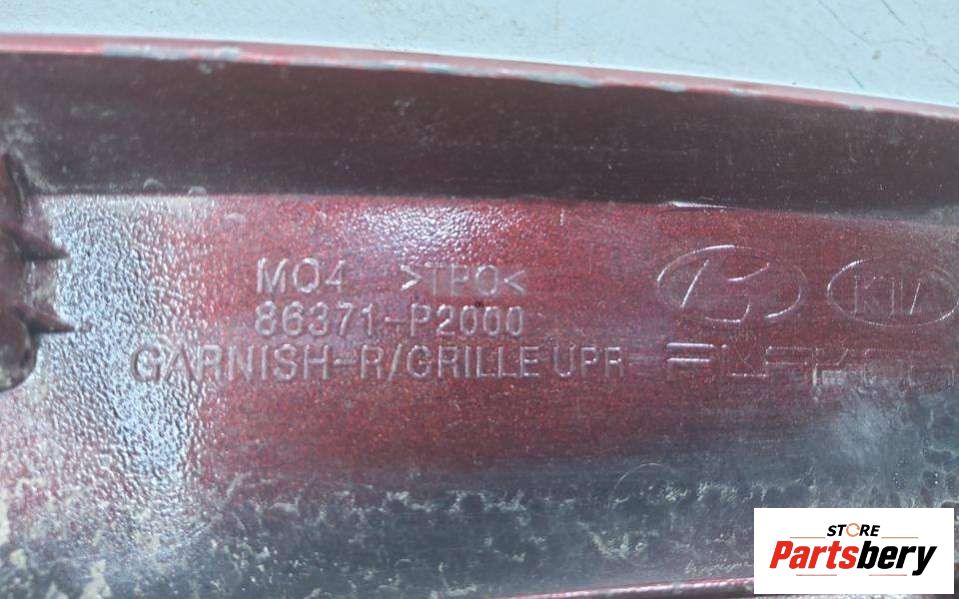 MQ4 >TPO<
86371-P2000
GARNISH-R/GRILLE UPR
KIA
STORE
Partsbery